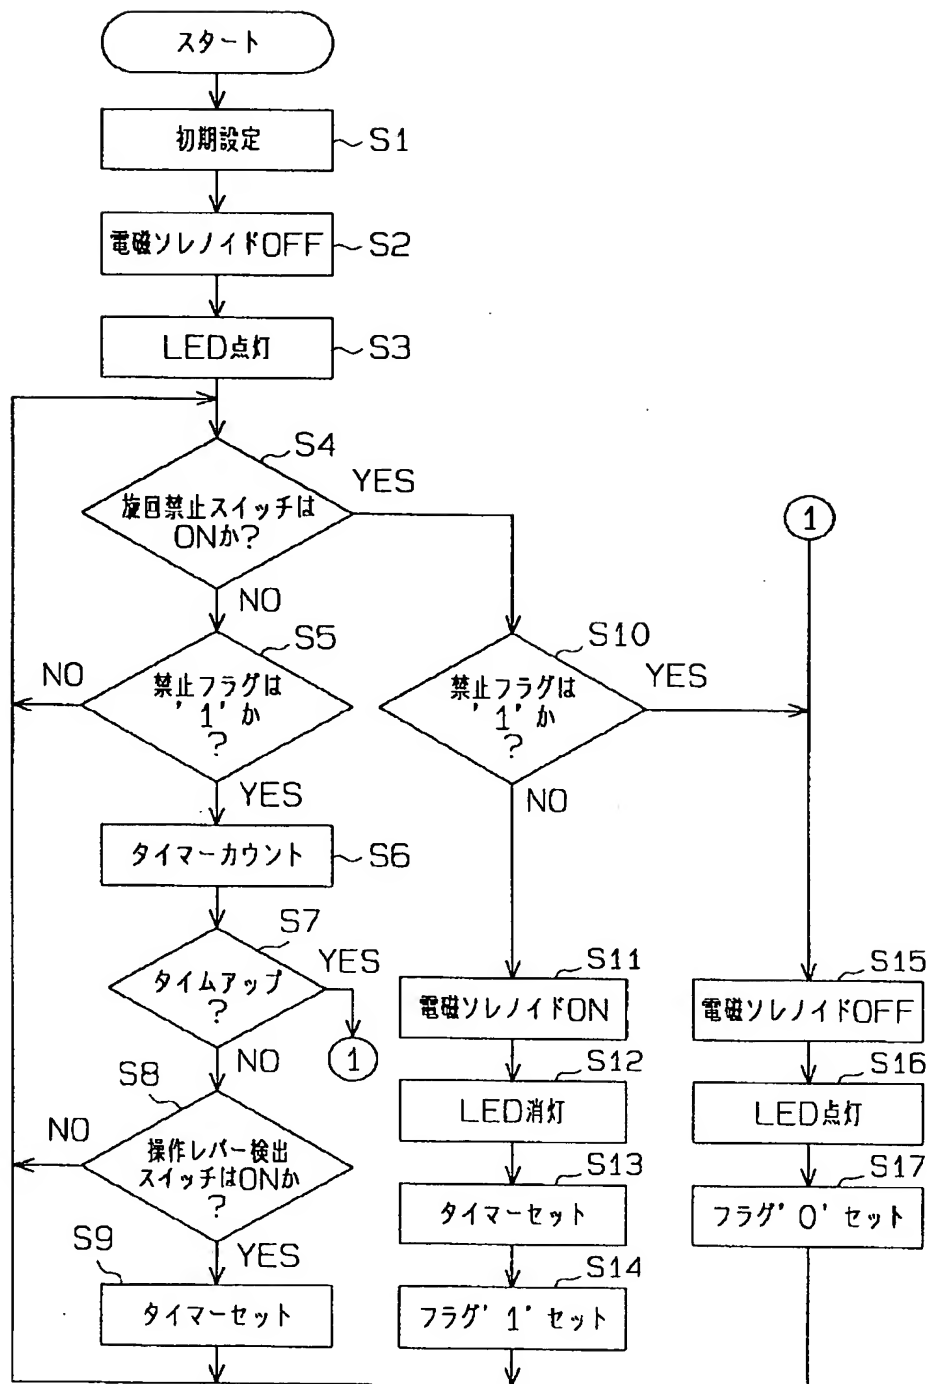 スタート
初期設定
S1
電磁ソレノイドOFF
S2
LED点灯
S3
S4
YES
旋回禁止スイッチは
ONか?
NO
1
S5
NO
禁止フラグは
'1'か
?
YES
S10
YES
禁止フラグは
'1'か
?
NO
タイマーカウント
S6
S7
YES
タイムアップ
?
1
NO
S8
NO
操作レバー検出
スイッチはONか
?
YES
S9
タイマーセット
S11
電磁ソレノイドON
S12
LED消灯
S13
タイマーセット
S14
フラグ'1'セット
S15
電磁ソレノイドOFF
S16
LED点灯
S17
フラグ'0'セット